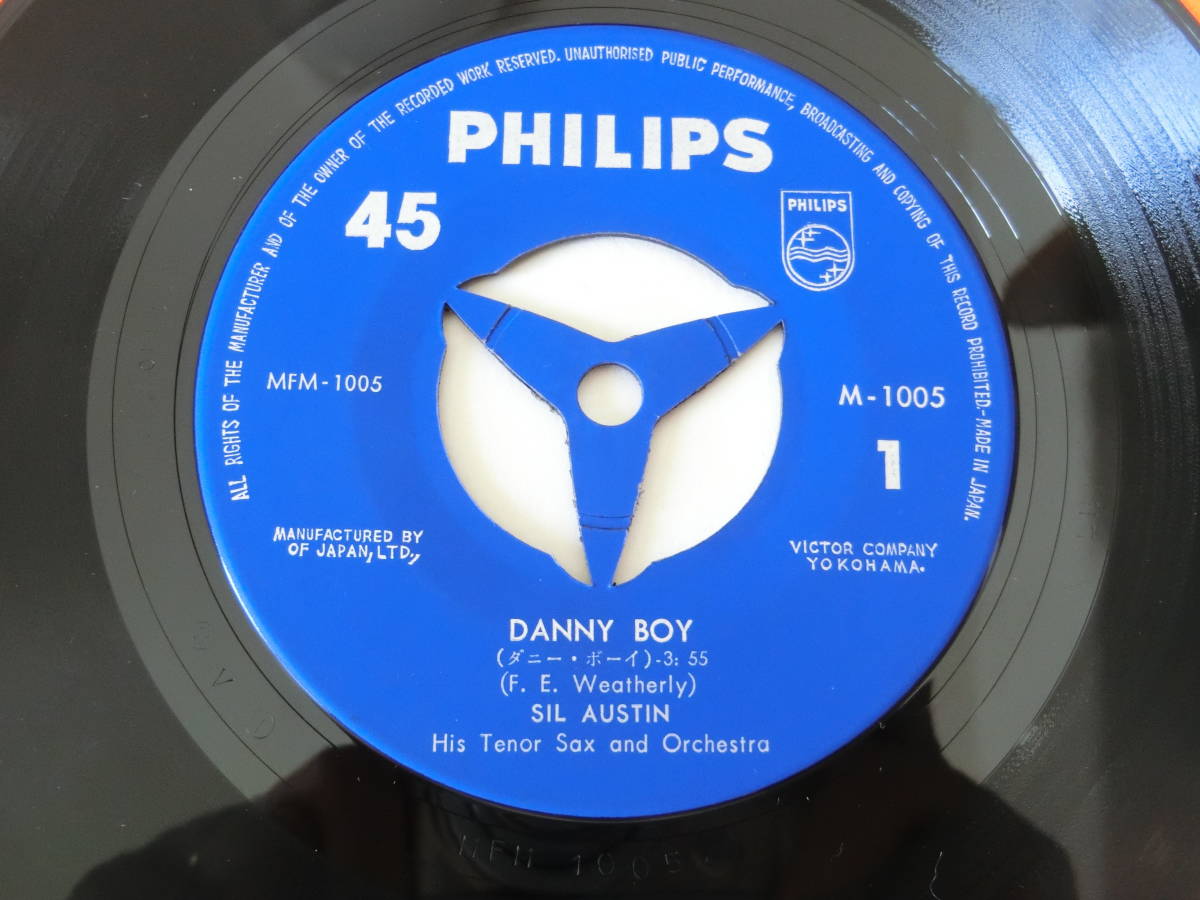 ALL RIGHTS OF THE MANUFACTURER AND OF THE OWNER OF THE RECORDED WORK RESERVED. UNAUTHORISED PUBLIC PERFORMANCE, BROADCASTING AND COPYING OF THIS RECORD PROHIBITED.-MADE IN JAPAN.
PHILIPS
45
PHILIPS
MFM-1005
M-1005
1
MANUFACTURED BY
OF JAPAN, LTD.,
VICTOR COMPANY
YOKOHAMA.
DANNY BOY
(ダニー・ボーイ)-3: 55
(F. E. Weatherly)
SIL AUSTIN
His Tenor Sax and Orchestra
MFM 1005